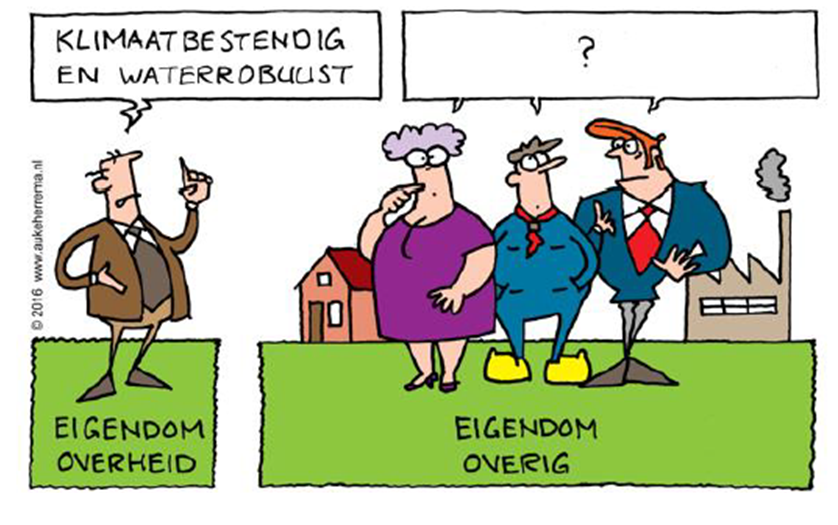 KLIMAATBESTENDIG
EN WATERROBUUST
?
© 2016 www.aukeherrema.nl
EIGENDOM
OVERHEID
EIGENDOM
OVERIG